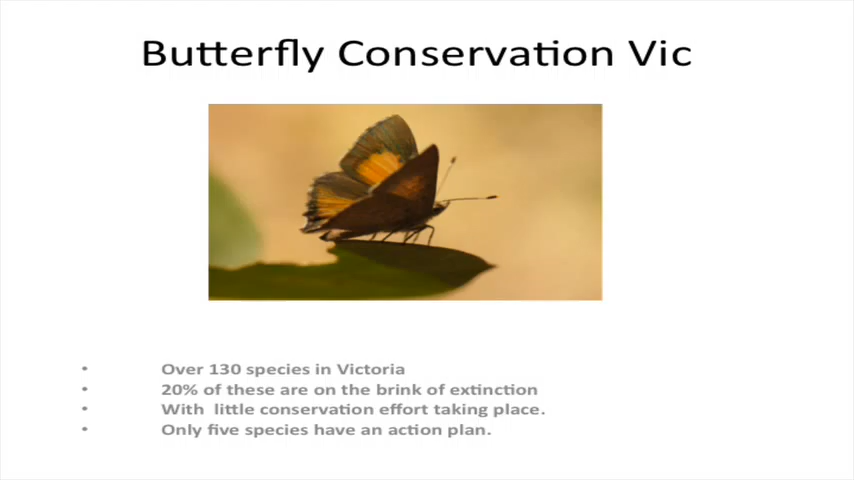 Butterfly Conservation Vic
• Over 130 species in Victoria
• 20% of these are on the brink of extinction
• With little conservation effort taking place.
• Only five species have an action plan.